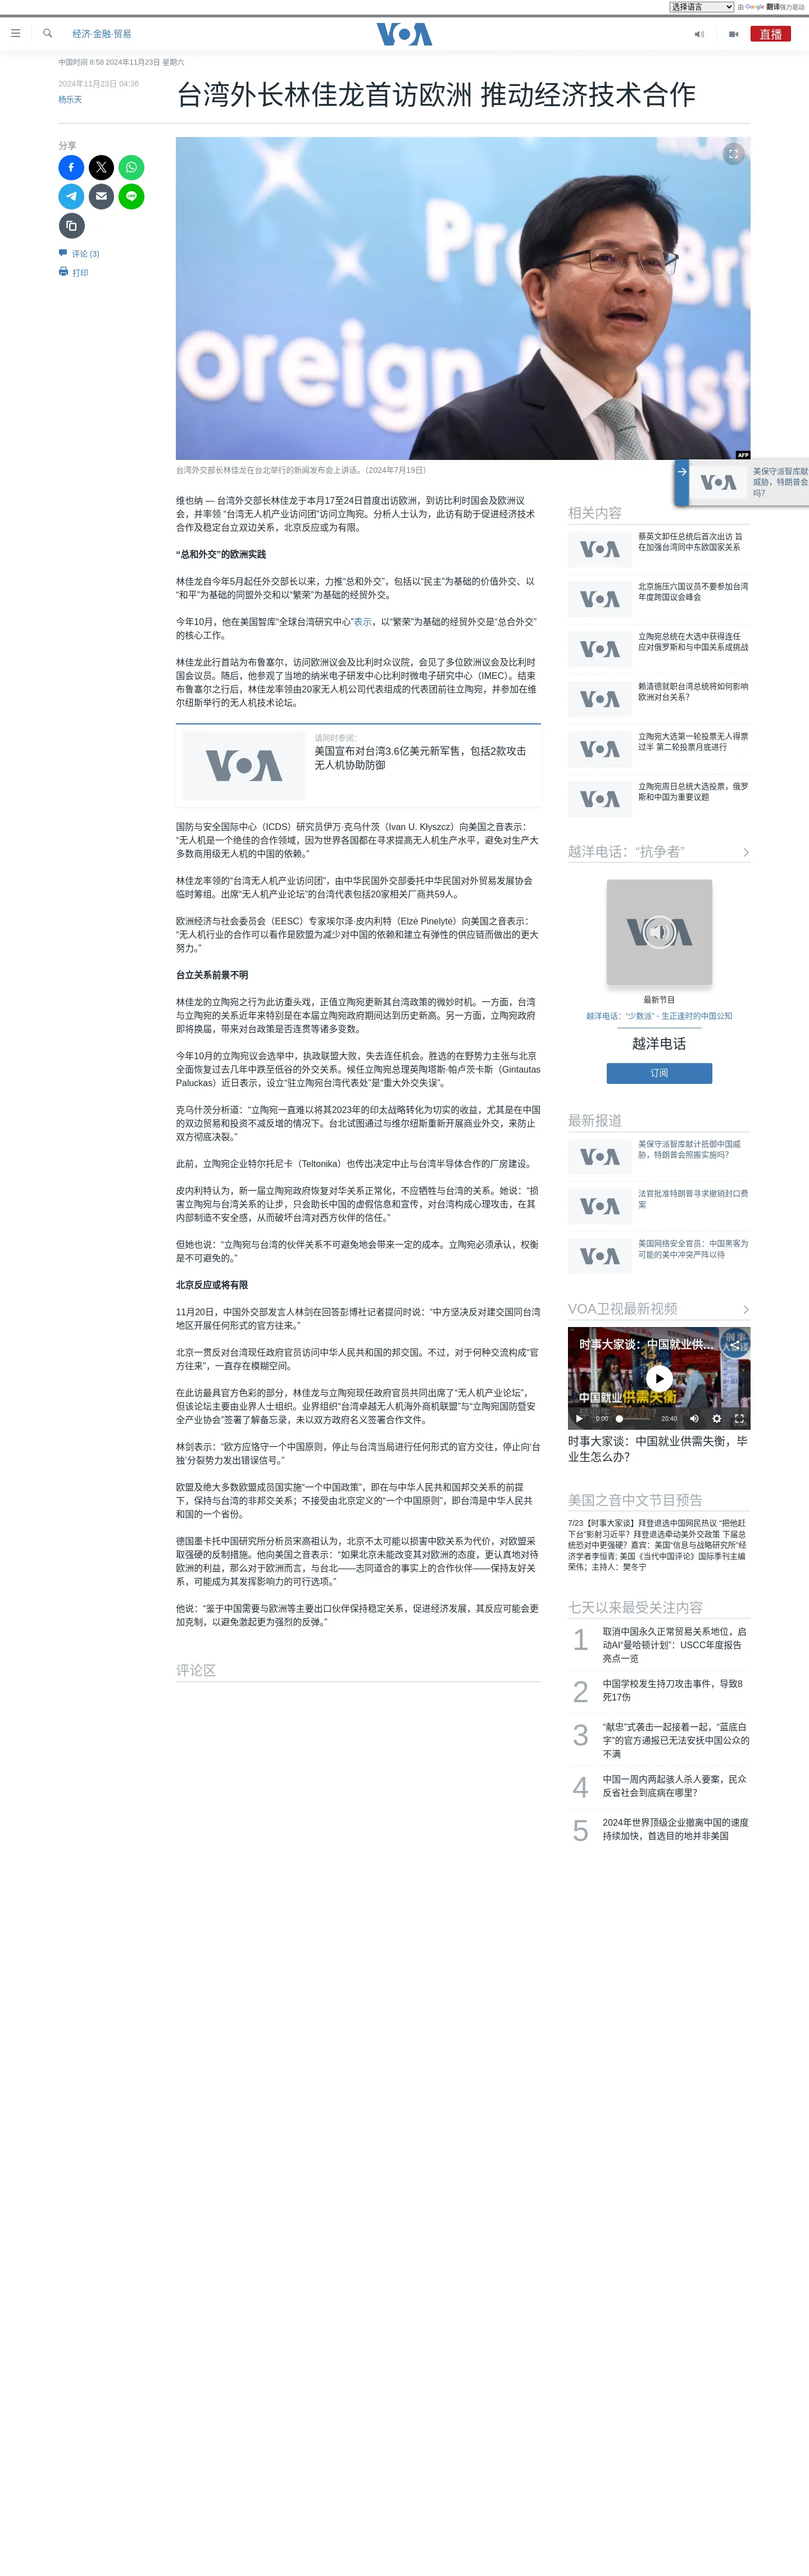 选择语言
由 Google 翻译强力驱动
经济·金融·贸易
VOA
直播
中国时间 8:58 2024年11月23日 星期六
2024年11月23日 04:36
杨乐天
台湾外长林佳龙首访欧洲 推动经济技术合作
分享
评论 (3)
打印
oreign
AFP
台湾外交部长林佳龙在台北举行的新闻发布会上讲话。（2024年7月19日）
维也纳 — 台湾外交部长林佳龙于本月17至24日首度出访欧洲，到访比利时国会及欧洲议
会，并率领 “台湾无人机产业访问团”访问立陶宛。分析人士认为，此访有助于促进经济技术
合作及稳定台立双边关系，北京反应或为有限。
“总和外交”的欧洲实践
林佳龙自今年5月起任外交部长以来，力推“总和外交”，包括以“民主”为基础的价值外交、以
“和平”为基础的同盟外交和以“繁荣”为基础的经贸外交。
今年10月，他在美国智库“全球台湾研究中心”表示，以“繁荣”为基础的经贸外交是“总合外交”
的核心工作。
林佳龙此行首站为布鲁塞尔，访问欧洲议会及比利时众议院，会见了多位欧洲议会及比利时
国会议员。随后，他参观了当地的纳米电子研发中心比利时微电子研究中心（IMEC）。结束
布鲁塞尔之行后，林佳龙率领由20家无人机公司代表组成的代表团前往立陶宛，并参加在维
尔纽斯举行的无人机技术论坛。
VOA
请同时参阅：
美国宣布对台湾3.6亿美元新军售，包括2款攻击
无人机协助防御
国防与安全国际中心（ICDS）研究员伊万·克乌什茨（Ivan U. Kłyszcz）向美国之音表示：
“无人机是一个绝佳的合作领域，因为世界各国都在寻求提高无人机生产水平，避免对生产大
多数商用级无人机的中国的依赖。”
林佳龙率领的“台湾无人机产业访问团”，由中华民国外交部委托中华民国对外贸易发展协会
临时筹组。出席“无人机产业论坛”的台湾代表包括20家相关厂商共59人。
欧洲经济与社会委员会（EESC）专家埃尔泽·皮内利特（Elzė Pinelytė）向美国之音表示：
“无人机行业的合作可以看作是欧盟为减少对中国的依赖和建立有弹性的供应链而做出的更大
努力。”
台立关系前景不明
林佳龙的立陶宛之行为此访重头戏，正值立陶宛更新其台湾政策的微妙时机。一方面，台湾
与立陶宛的关系近年来特别是在本届立陶宛政府期间达到历史新高。另一方面，立陶宛政府
即将换届，带来对台政策是否连贯等诸多变数。
今年10月的立陶宛议会选举中，执政联盟大败，失去连任机会。胜选的在野势力主张与北京
全面恢复过去几年中跌至低谷的外交关系。候任立陶宛总理英陶塔斯·帕卢茨卡斯（Gintautas
Paluckas）近日表示，设立“驻立陶宛台湾代表处”是“重大外交失误”。
克乌什茨分析道：“立陶宛一直难以将其2023年的印太战略转化为切实的收益，尤其是在中国
的双边贸易和投资不减反增的情况下。台北试图通过与维尔纽斯重新开展商业外交，来防止
双方彻底决裂。”
此前，立陶宛企业特尔托尼卡（Teltonika）也传出决定中止与台湾半导体合作的厂房建设。
皮内利特认为，新一届立陶宛政府恢复对华关系正常化，不应牺牲与台湾的关系。她说：“损
害立陶宛与台湾关系的让步，只会助长中国的虚假信息和宣传，对台湾构成心理攻击，在其
内部制造不安全感，从而破坏台湾对西方伙伴的信任。”
但她也说：“立陶宛与台湾的伙伴关系不可避免地会带来一定的成本。立陶宛必须承认，权衡
是不可避免的。”
北京反应或将有限
11月20日，中国外交部发言人林剑在回答彭博社记者提问时说：“中方坚决反对建交国同台湾
地区开展任何形式的官方往来。”
北京一贯反对台湾现任政府官员访问中华人民共和国的邦交国。不过，对于何种交流构成“官
方往来”，一直存在模糊空间。
在此访最具官方色彩的部分，林佳龙与立陶宛现任政府官员共同出席了“无人机产业论坛”，
但该论坛主要由业界人士组织。业界组织“台湾卓越无人机海外商机联盟”与“立陶宛国防暨安
全产业协会”签署了解备忘录，未以双方政府名义签署合作文件。
林剑表示：“欧方应恪守一个中国原则，停止与台湾当局进行任何形式的官方交往，停止向‘台
独’分裂势力发出错误信号。”
欧盟及绝大多数欧盟成员国实施“一个中国政策”，即在与中华人民共和国邦交关系的前提
下，保持与台湾的非邦交关系；不接受由北京定义的“一个中国原则”，即台湾是中华人民共
和国的一个省份。
德国墨卡托中国研究所分析员宋高祖认为，北京不太可能以损害中欧关系为代价，对欧盟采
取强硬的反制措施。他向美国之音表示：“如果北京未能改变其对欧洲的态度，更认真地对待
欧洲的利益，那么对于欧洲而言，与台北——志同道合的事实上的合作伙伴——保持友好关
系，可能成为其发挥影响力的可行选项。”
他说：“鉴于中国需要与欧洲等主要出口伙伴保持稳定关系，促进经济发展，其反应可能会更
加克制，以避免激起更为强烈的反弹。”
评论区
VOA
美保守派智库献
威胁，特朗普会
吗？
相关内容
VOA
蔡英文卸任总统后首次出访 旨
在加强台湾同中东欧国家关系
VOA
北京施压六国议员不要参加台湾
年度跨国议会峰会
VOA
立陶宛总统在大选中获得连任
应对俄罗斯和与中国关系成挑战
VOA
赖清德就职台湾总统将如何影响
欧洲对台关系？
VOA
立陶宛大选第一轮投票无人得票
过半 第二轮投票月底进行
VOA
立陶宛周日总统大选投票，俄罗
斯和中国为重要议题
越洋电话：“抗争者”
VOA
最新节目
越洋电话：“少数派” - 生正逢时的中国公知
越洋电话
订阅
最新报道
VOA
美保守派智库献计抵御中国威
胁，特朗普会照搬实施吗？
VOA
法官批准特朗普寻求撤销封口费
案
VOA
美国网络安全官员：中国黑客为
可能的美中冲突严阵以待
VOA卫视最新视频
时事大家谈：中国就业供...
中国就业供需失衡
0:00
20:40
时事大家谈：中国就业供需失衡，毕
业生怎么办？
美国之音中文节目预告
7/23【时事大家谈】拜登退选中国网民热议 “把他赶
下台”影射习近平？拜登退选牵动美外交政策 下届总
统恐对中更强硬？嘉宾：美国“信息与战略研究所”经
济学者李恒青; 美国《当代中国评论》国际季刊主编
荣伟；主持人：樊冬宁
七天以来最受关注内容
1
取消中国永久正常贸易关系地位，启
动AI“曼哈顿计划”：USCC年度报告
亮点一览
2
中国学校发生持刀攻击事件，导致8
死17伤
3
“献忠”式袭击一起接着一起，“蓝底白
字”的官方通报已无法安抚中国公众的
不满
4
中国一周内两起骇人杀人要案，民众
反省社会到底病在哪里？
5
2024年世界顶级企业撤离中国的速度
持续加快，首选目的地并非美国